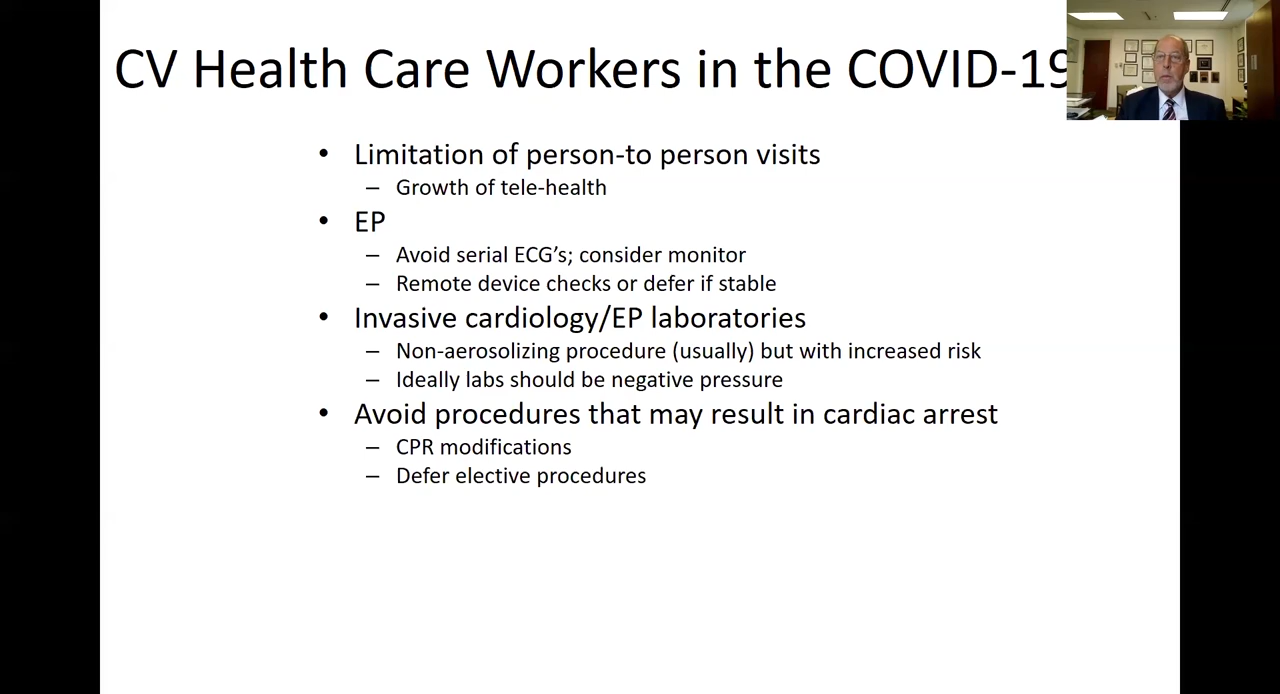 CV Health Care Workers in the COVID-19
• Limitation of person-to person visits
– Growth of tele-health
• EP
– Avoid serial ECG’s; consider monitor
– Remote device checks or defer if stable
• Invasive cardiology/EP laboratories
– Non-aerosolizing procedure (usually) but with increased risk
– Ideally labs should be negative pressure
• Avoid procedures that may result in cardiac arrest
– CPR modifications
– Defer elective procedures